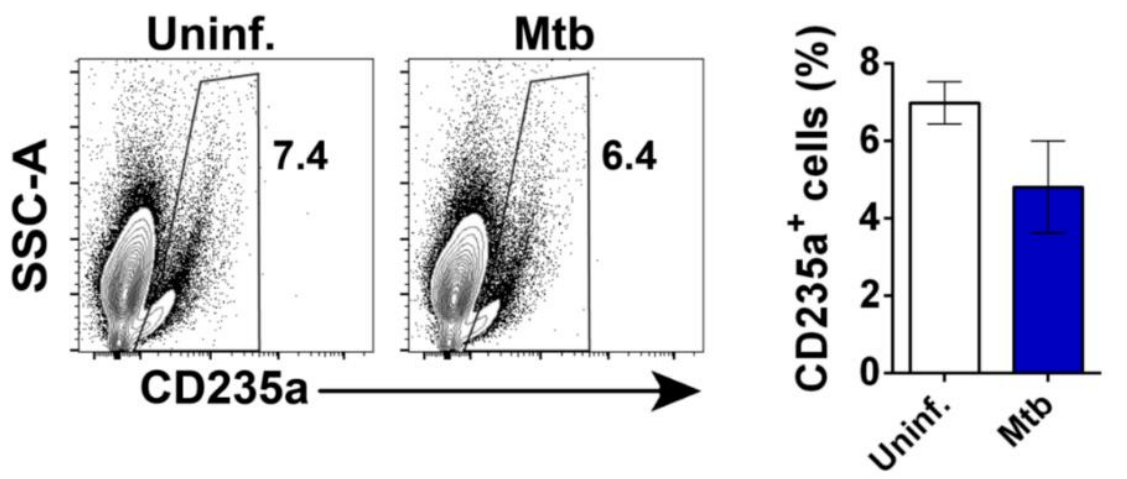 Uninf.
Mtb
SSC-A
7.4
6.4
CD235a
CD235a⁺ cells (%)
8
6
4
2
0
Uninf.
Mtb